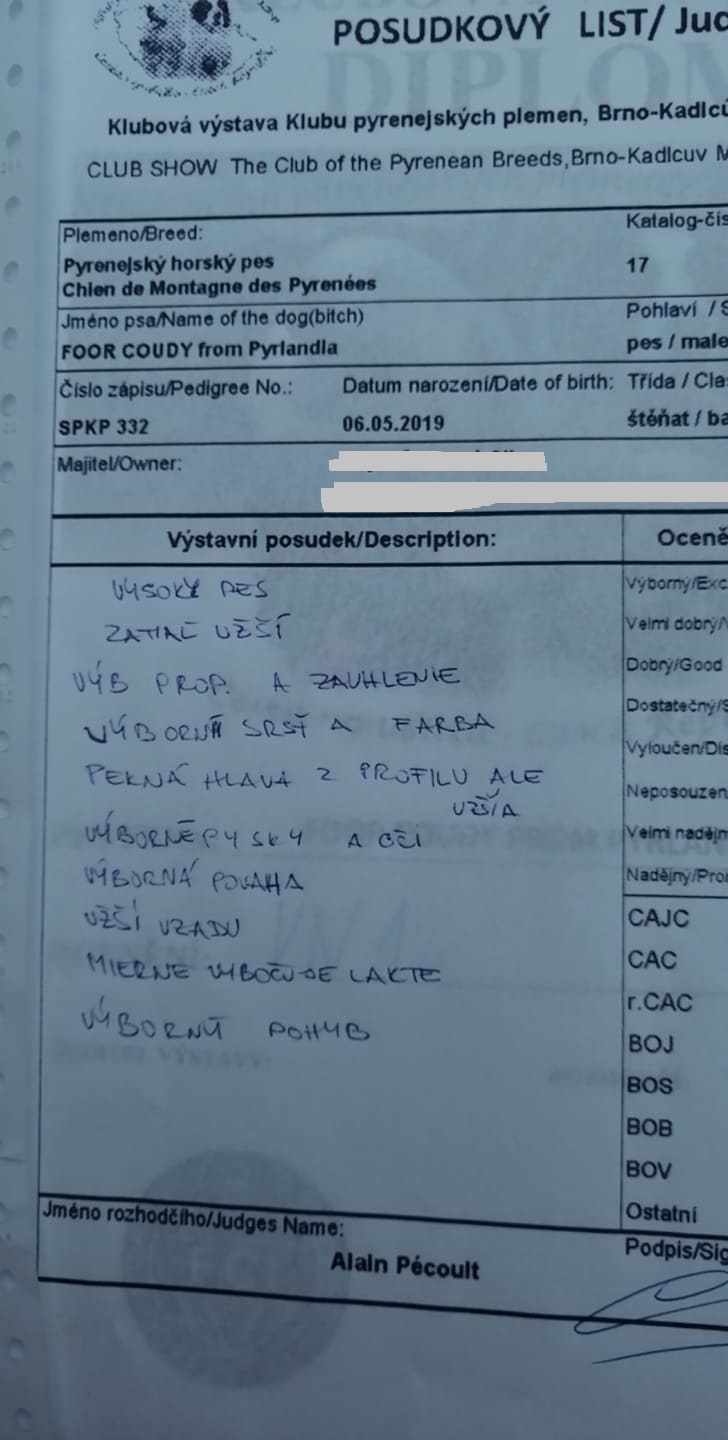 POSUDKOVÝ LIST/ Jud
DIPLOM
Klubová výstava Klubu pyrenejských plemen, Brno-Kadlců
CLUB SHOW The Club of the Pyrenean Breeds,Brno-Kadlcuv M
Plemeno/Breed:
Katalog-čís
Pyrenejský horský pes
17
Chien de Montagne des Pyrenées
Jméno psa/Name of the dog(bitch)
Pohlaví / S
FOOR COUDY from Pyrlandia
pes / male
Číslo zápisu/Pedigree No.:
Datum narození/Date of birth:
Třída / Cla
SPKP 332
06.05.2019
štěňat / ba
Majitel/Owner:
Výstavní posudek/Description:
Oceně
VYSOKÝ PES
ZATIAĽ UŽŠÍ
VÝB PROP. A ZAUHLENIE
VÝBORNÁ SRSŤ A FARBA
PEKNÁ HLAVA Z PROFILU ALE
UŽŠIA
VÝBORNÉ PYSKY A OČI
VÝBORNÁ POVAHA
UŽŠÍ VZADU
MIERNE VYBOČUJE LAKTE
VÝBORNÝ POHYB
Výborný/Exc
Velmi dobrý/V
Dobrý/Good
Dostatečný/S
Vyloučen/Dis
Neposouzen
Velmi nadějn
Nadějný/Pro
CAJC
CAC
r.CAC
BOJ
BOS
BOB
BOV
Ostatní
Jméno rozhodčího/Judges Name:
Podpis/Sig
Alain Pécoult